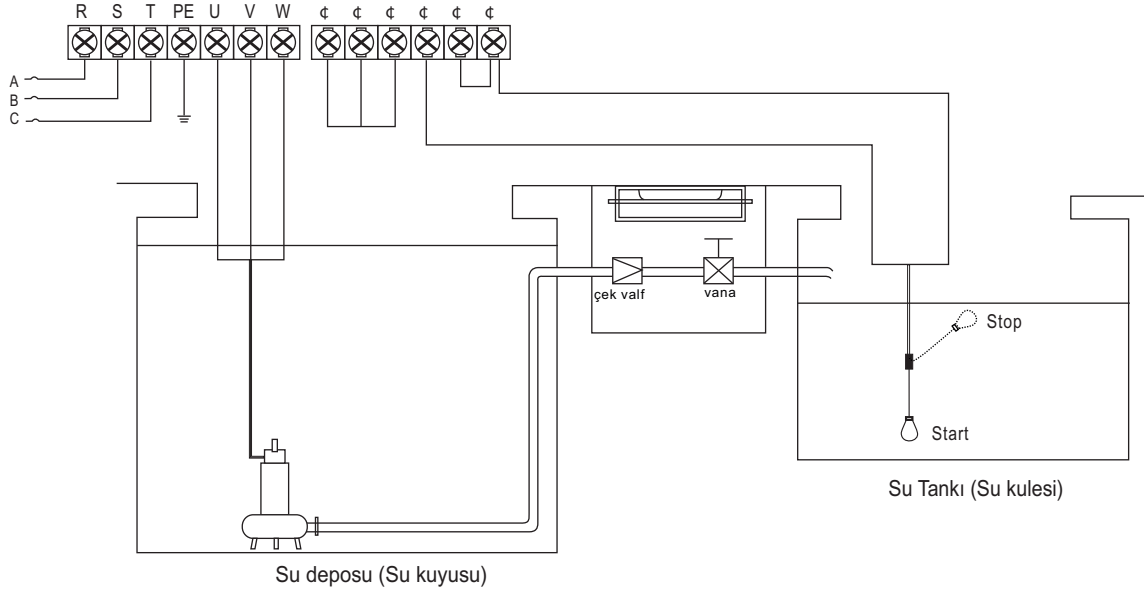 R S T PE U V W ¢ ¢ ¢ ¢ ¢ ¢
A
B
C
çek valf
vana
Stop
Start
Su Tankı (Su kulesi)
Su deposu (Su kuyusu)